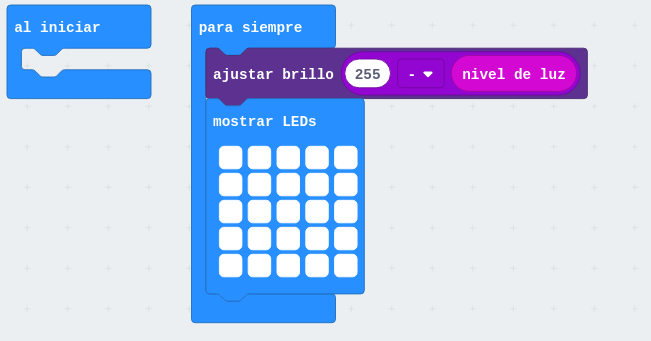 al iniciar
para siempre
ajustar brillo 255 - nivel de luz
mostrar LEDs